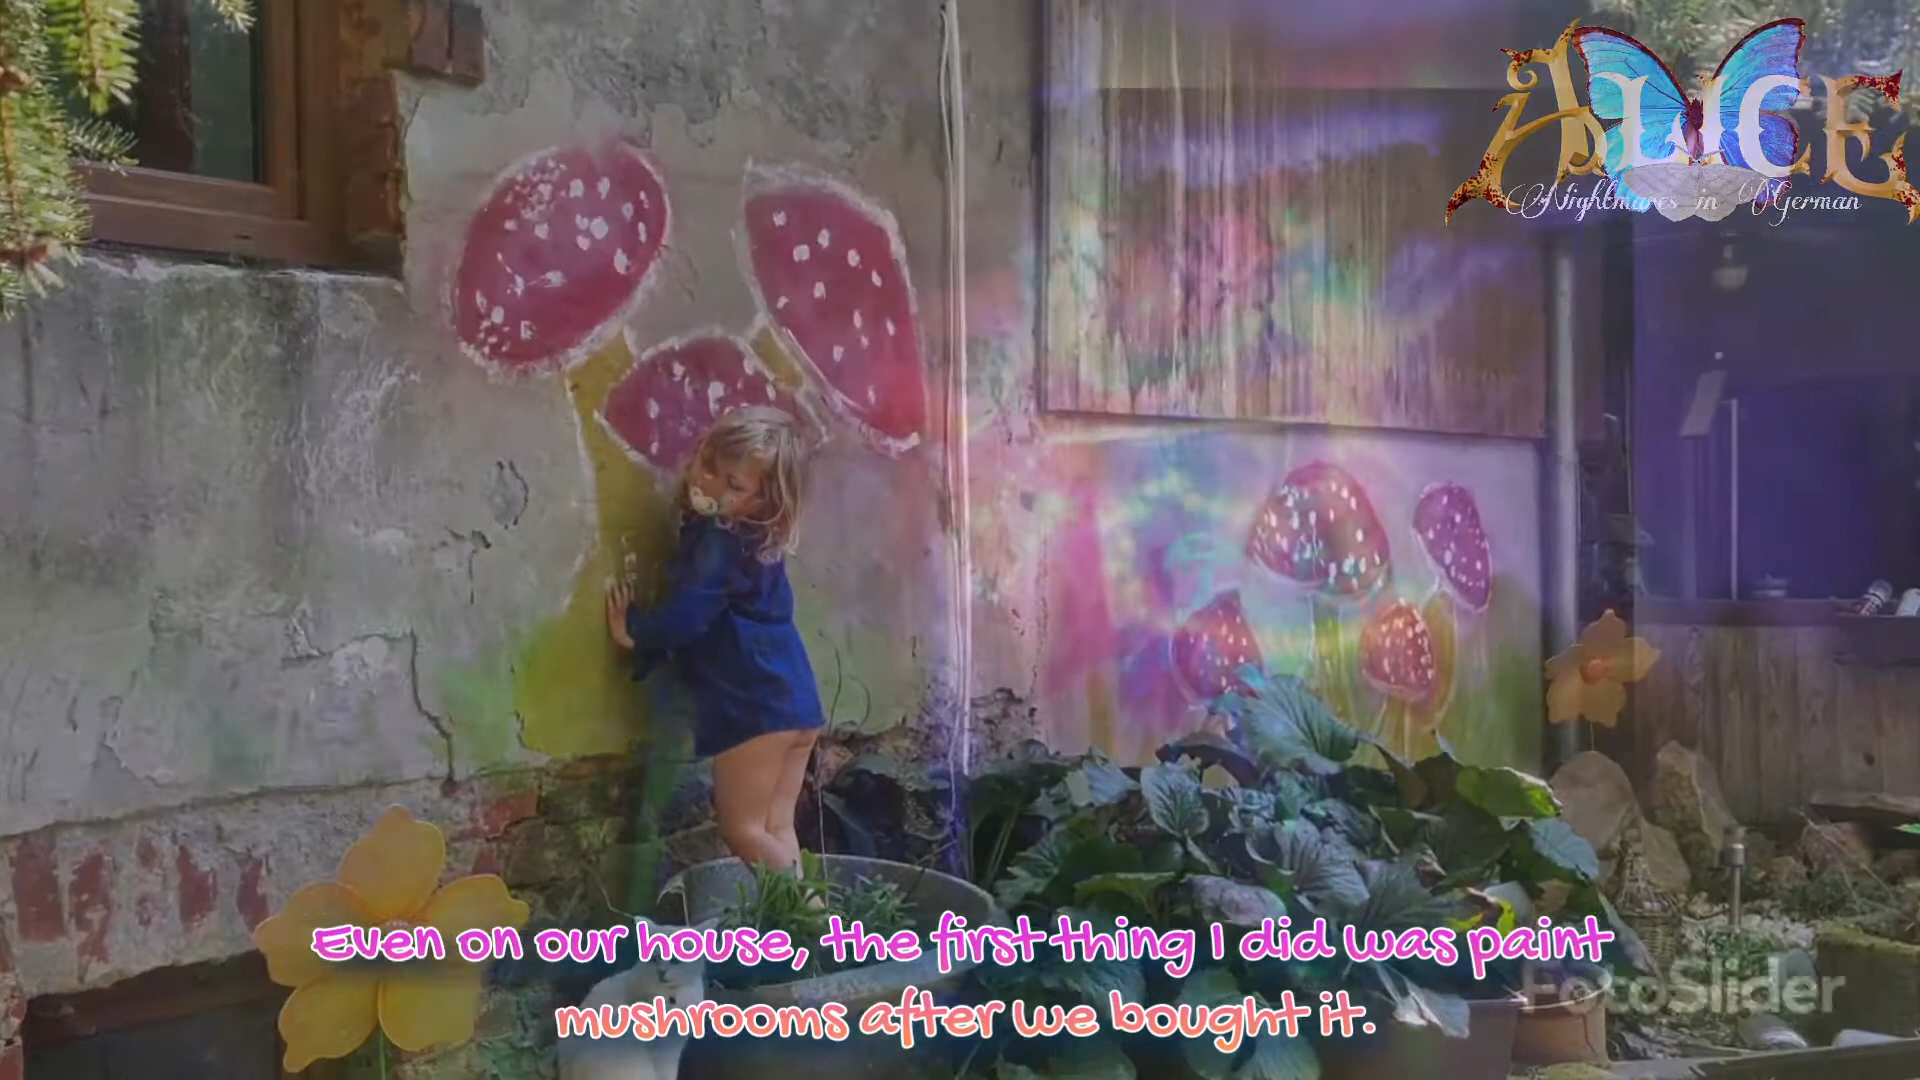 ALICE
Nightmares in German
Even on our house, the first thing I did was paint
mushrooms after we bought it.
FotoSlider